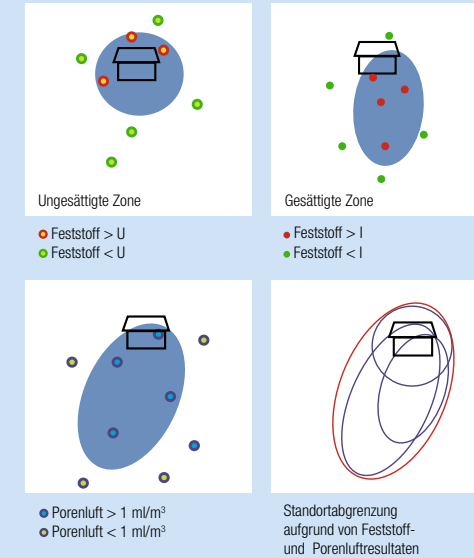 Ungesättigte Zone
Feststoff > U
Feststoff < U
Gesättigte Zone
Feststoff > I
Feststoff < I
Porenluft > 1 ml/m³
Porenluft < 1 ml/m³
Standortabgrenzung
aufgrund von Feststoff-
und Porenluftresultaten